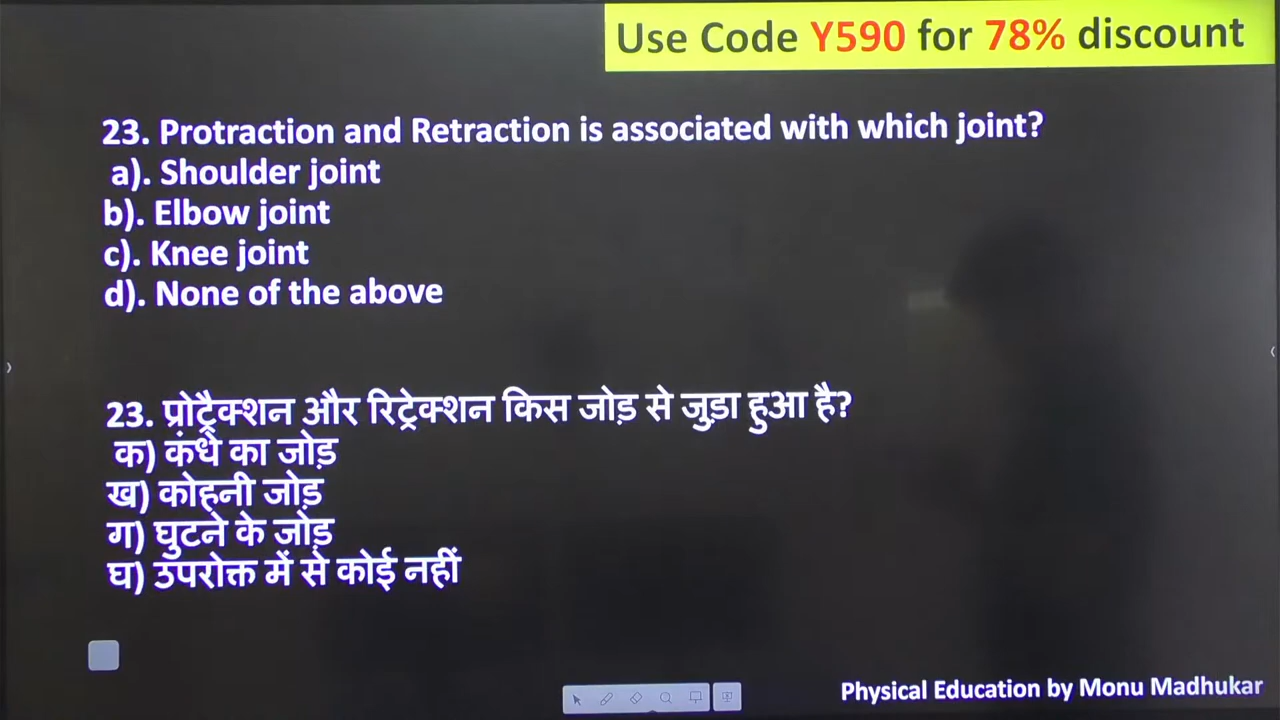 Use Code Y590 for 78% discount
23. Protraction and Retraction is associated with which joint?
a). Shoulder joint
b). Elbow joint
c). Knee joint
d). None of the above
23. प्रोट्रैक्शन और रिट्रेक्शन किस जोड़ से जुड़ा हुआ है?
क) कंधे का जोड़
ख) कोहनी जोड़
ग) घुटने के जोड़
घ) उपरोक्त में से कोई नहीं
Physical Education by Monu Madhukar